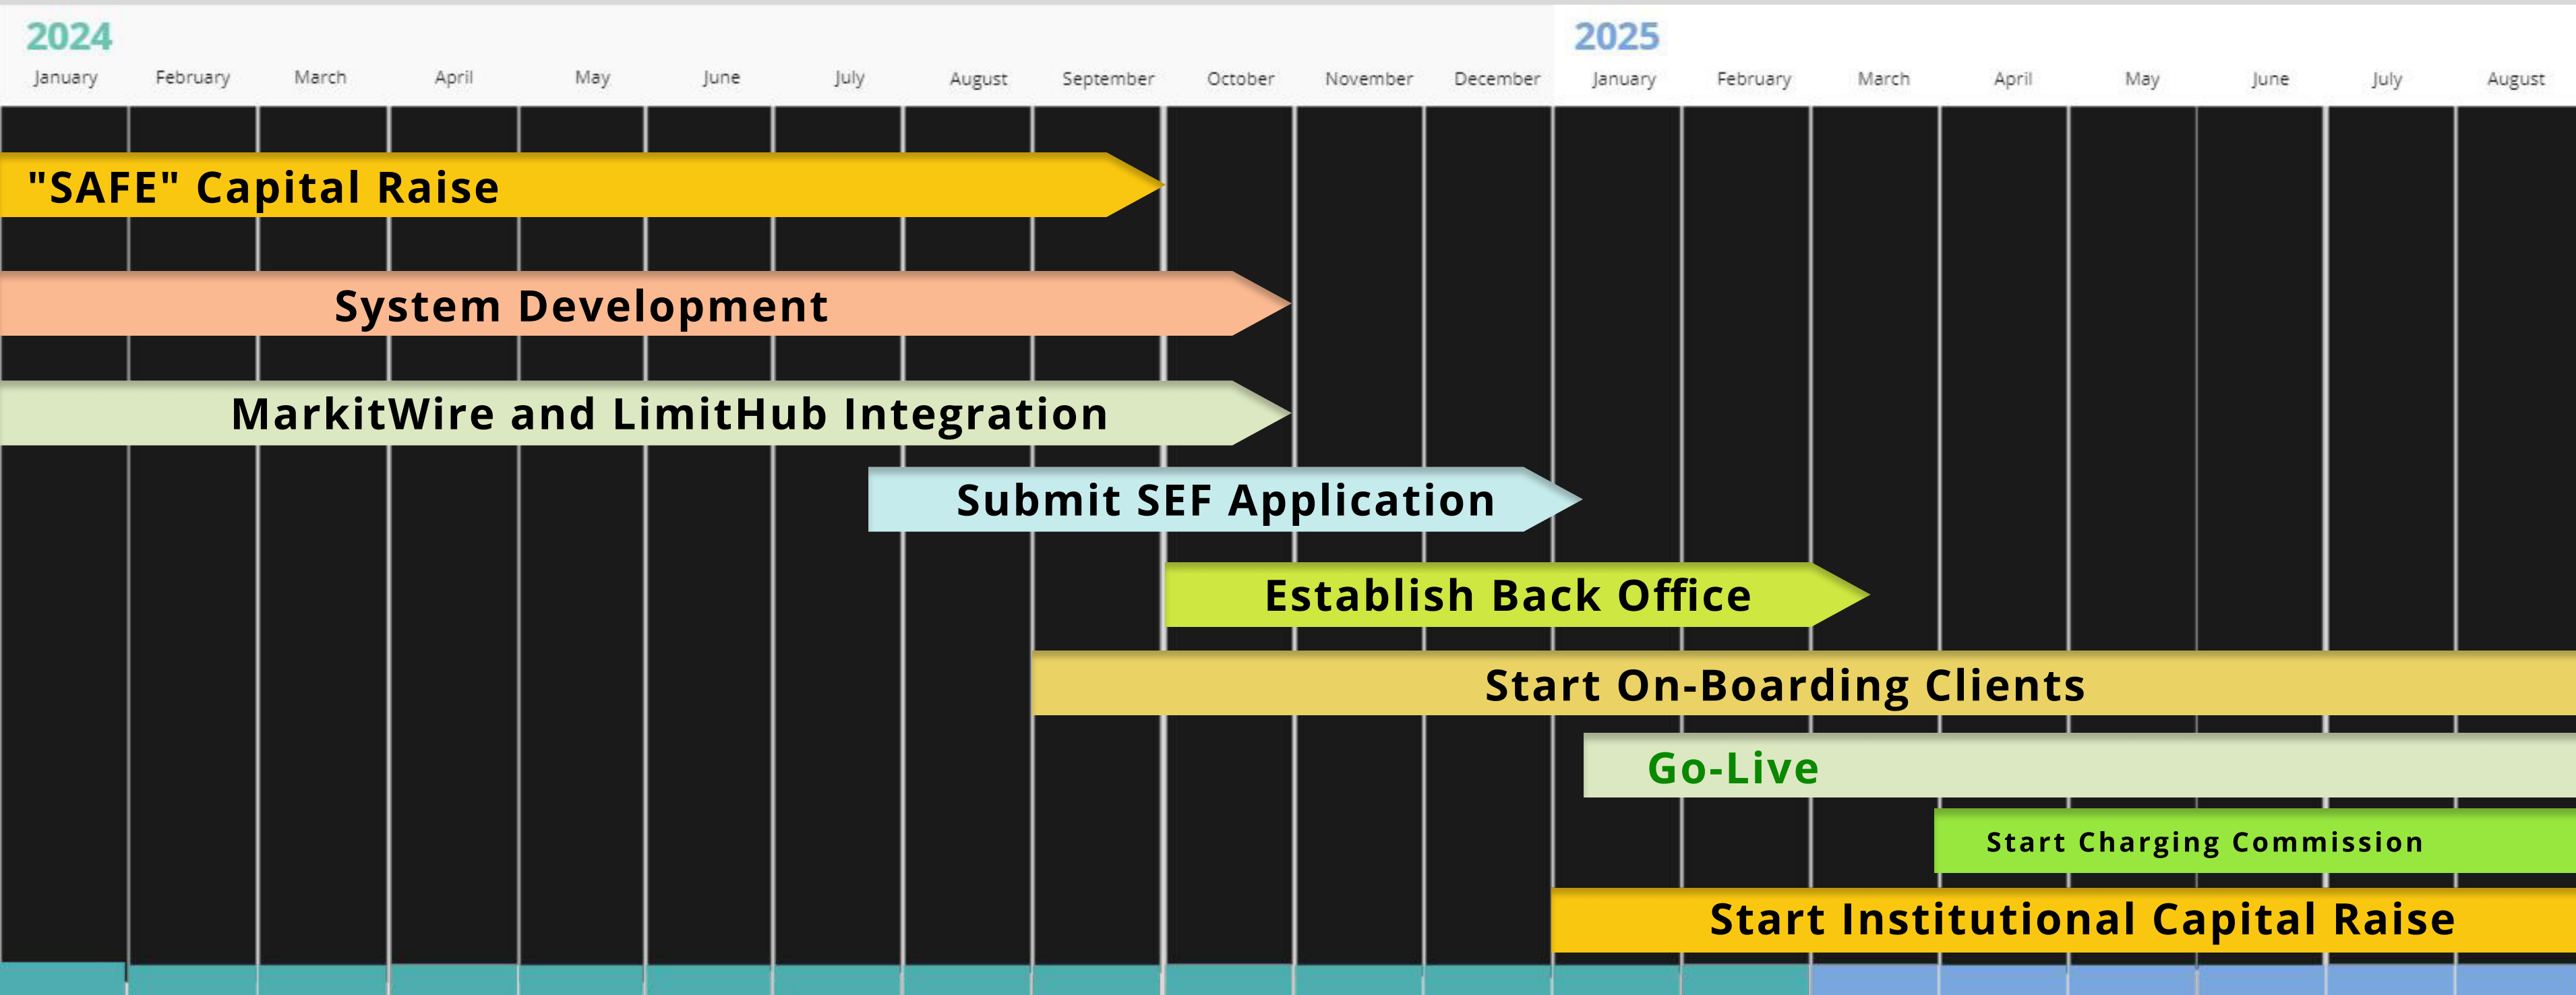 2024 2025
January February March April May June July August September October November December January February March April May June July August
"SAFE" Capital Raise
System Development
MarkitWire and LimitHub Integration
Submit SEF Application
Establish Back Office
Start On-Boarding Clients
Go-Live
Start Charging Commission
Start Institutional Capital Raise